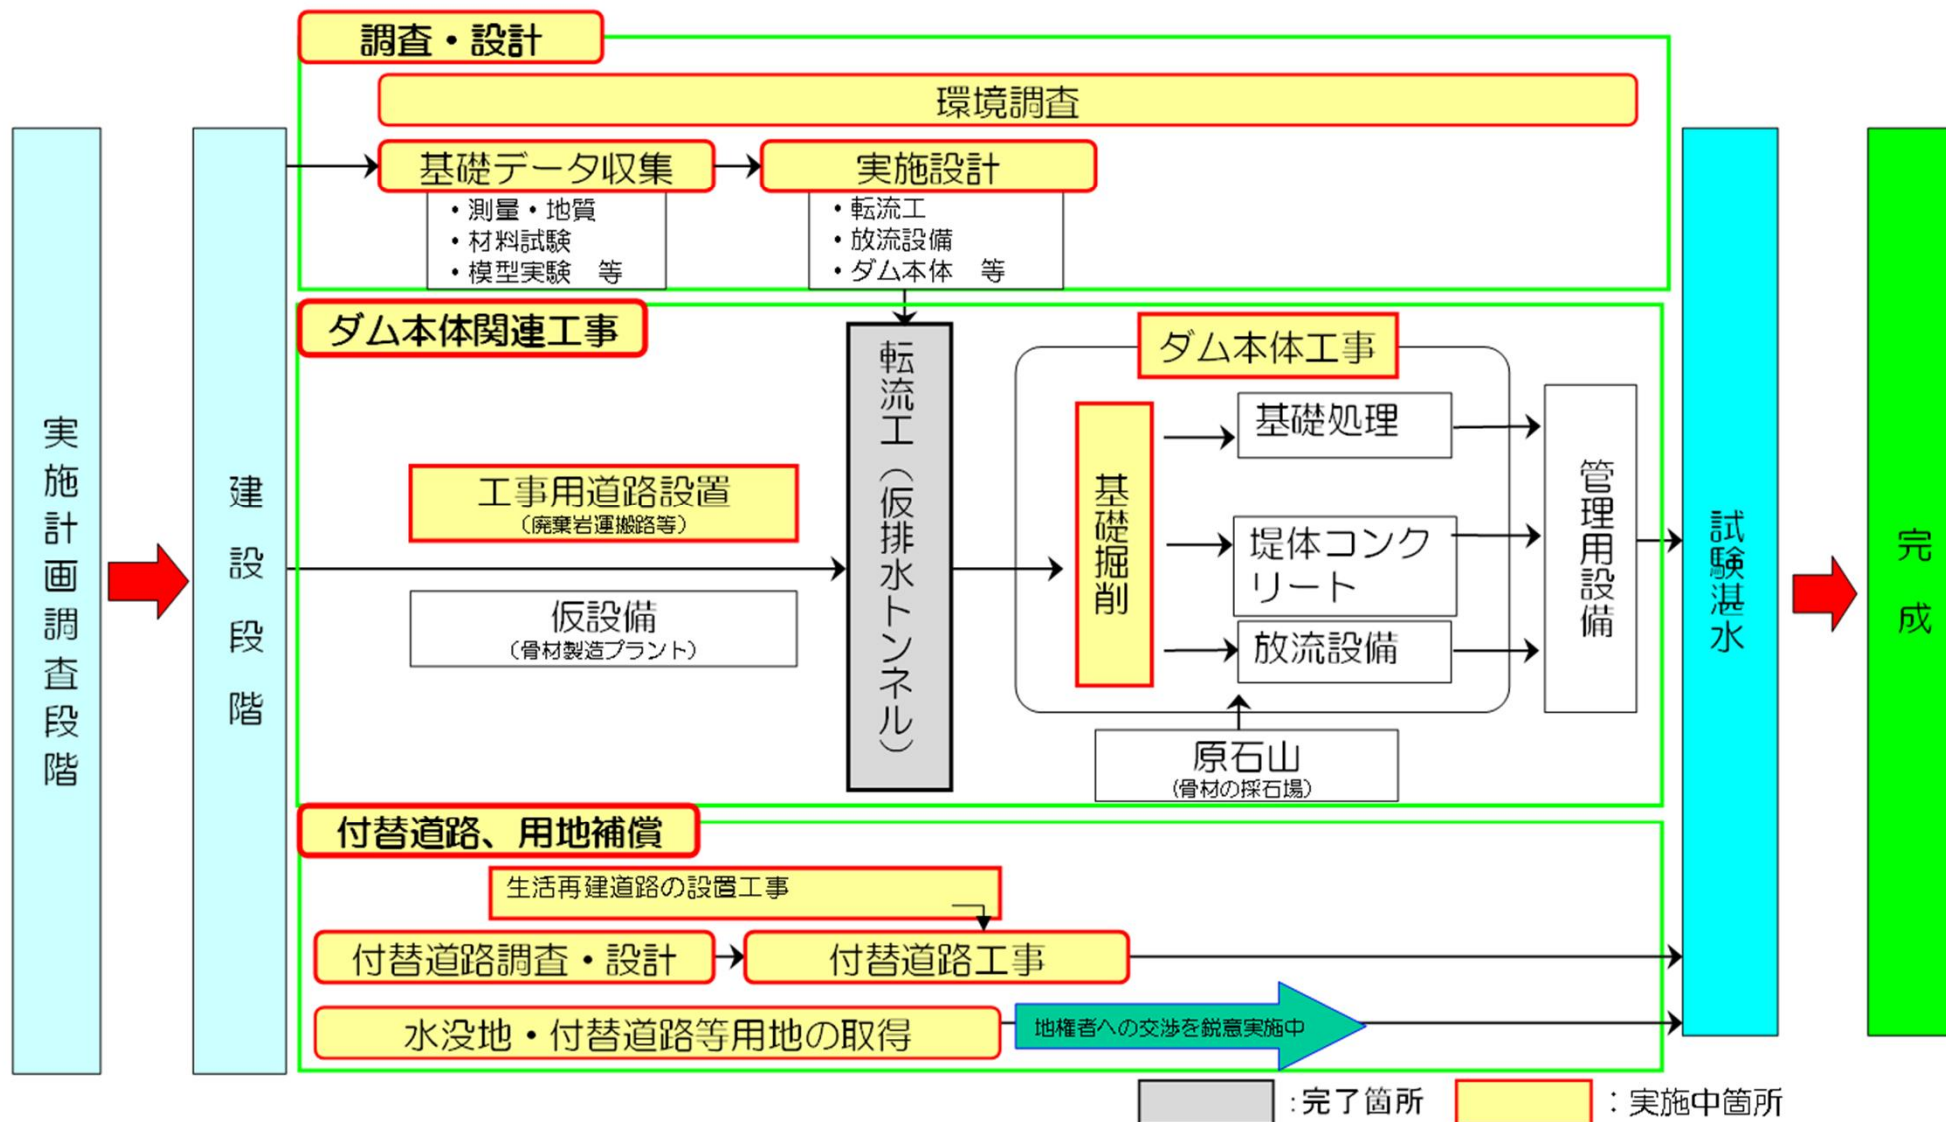 実施計画調査段階
建設段階
調査・設計
環境調査
基礎データ収集
・測量・地質
・材料試験
・模型実験　等
実施設計
・転流工
・放流設備
・ダム本体　等
ダム本体関連工事
工事用道路設置
（廃棄岩運搬路等）
仮設備
（骨材製造プラント）
転流工（仮排水トンネル）
ダム本体工事
基礎掘削
基礎処理
堤体コンク
リート
放流設備
原石山
（骨材の採石場）
管理用設備
付替道路、用地補償
生活再建道路の設置工事
付替道路調査・設計
付替道路工事
水没地・付替道路等用地の取得
地権者への交渉を鋭意実施中
試験湛水
完成
：完了箇所
：実施中箇所